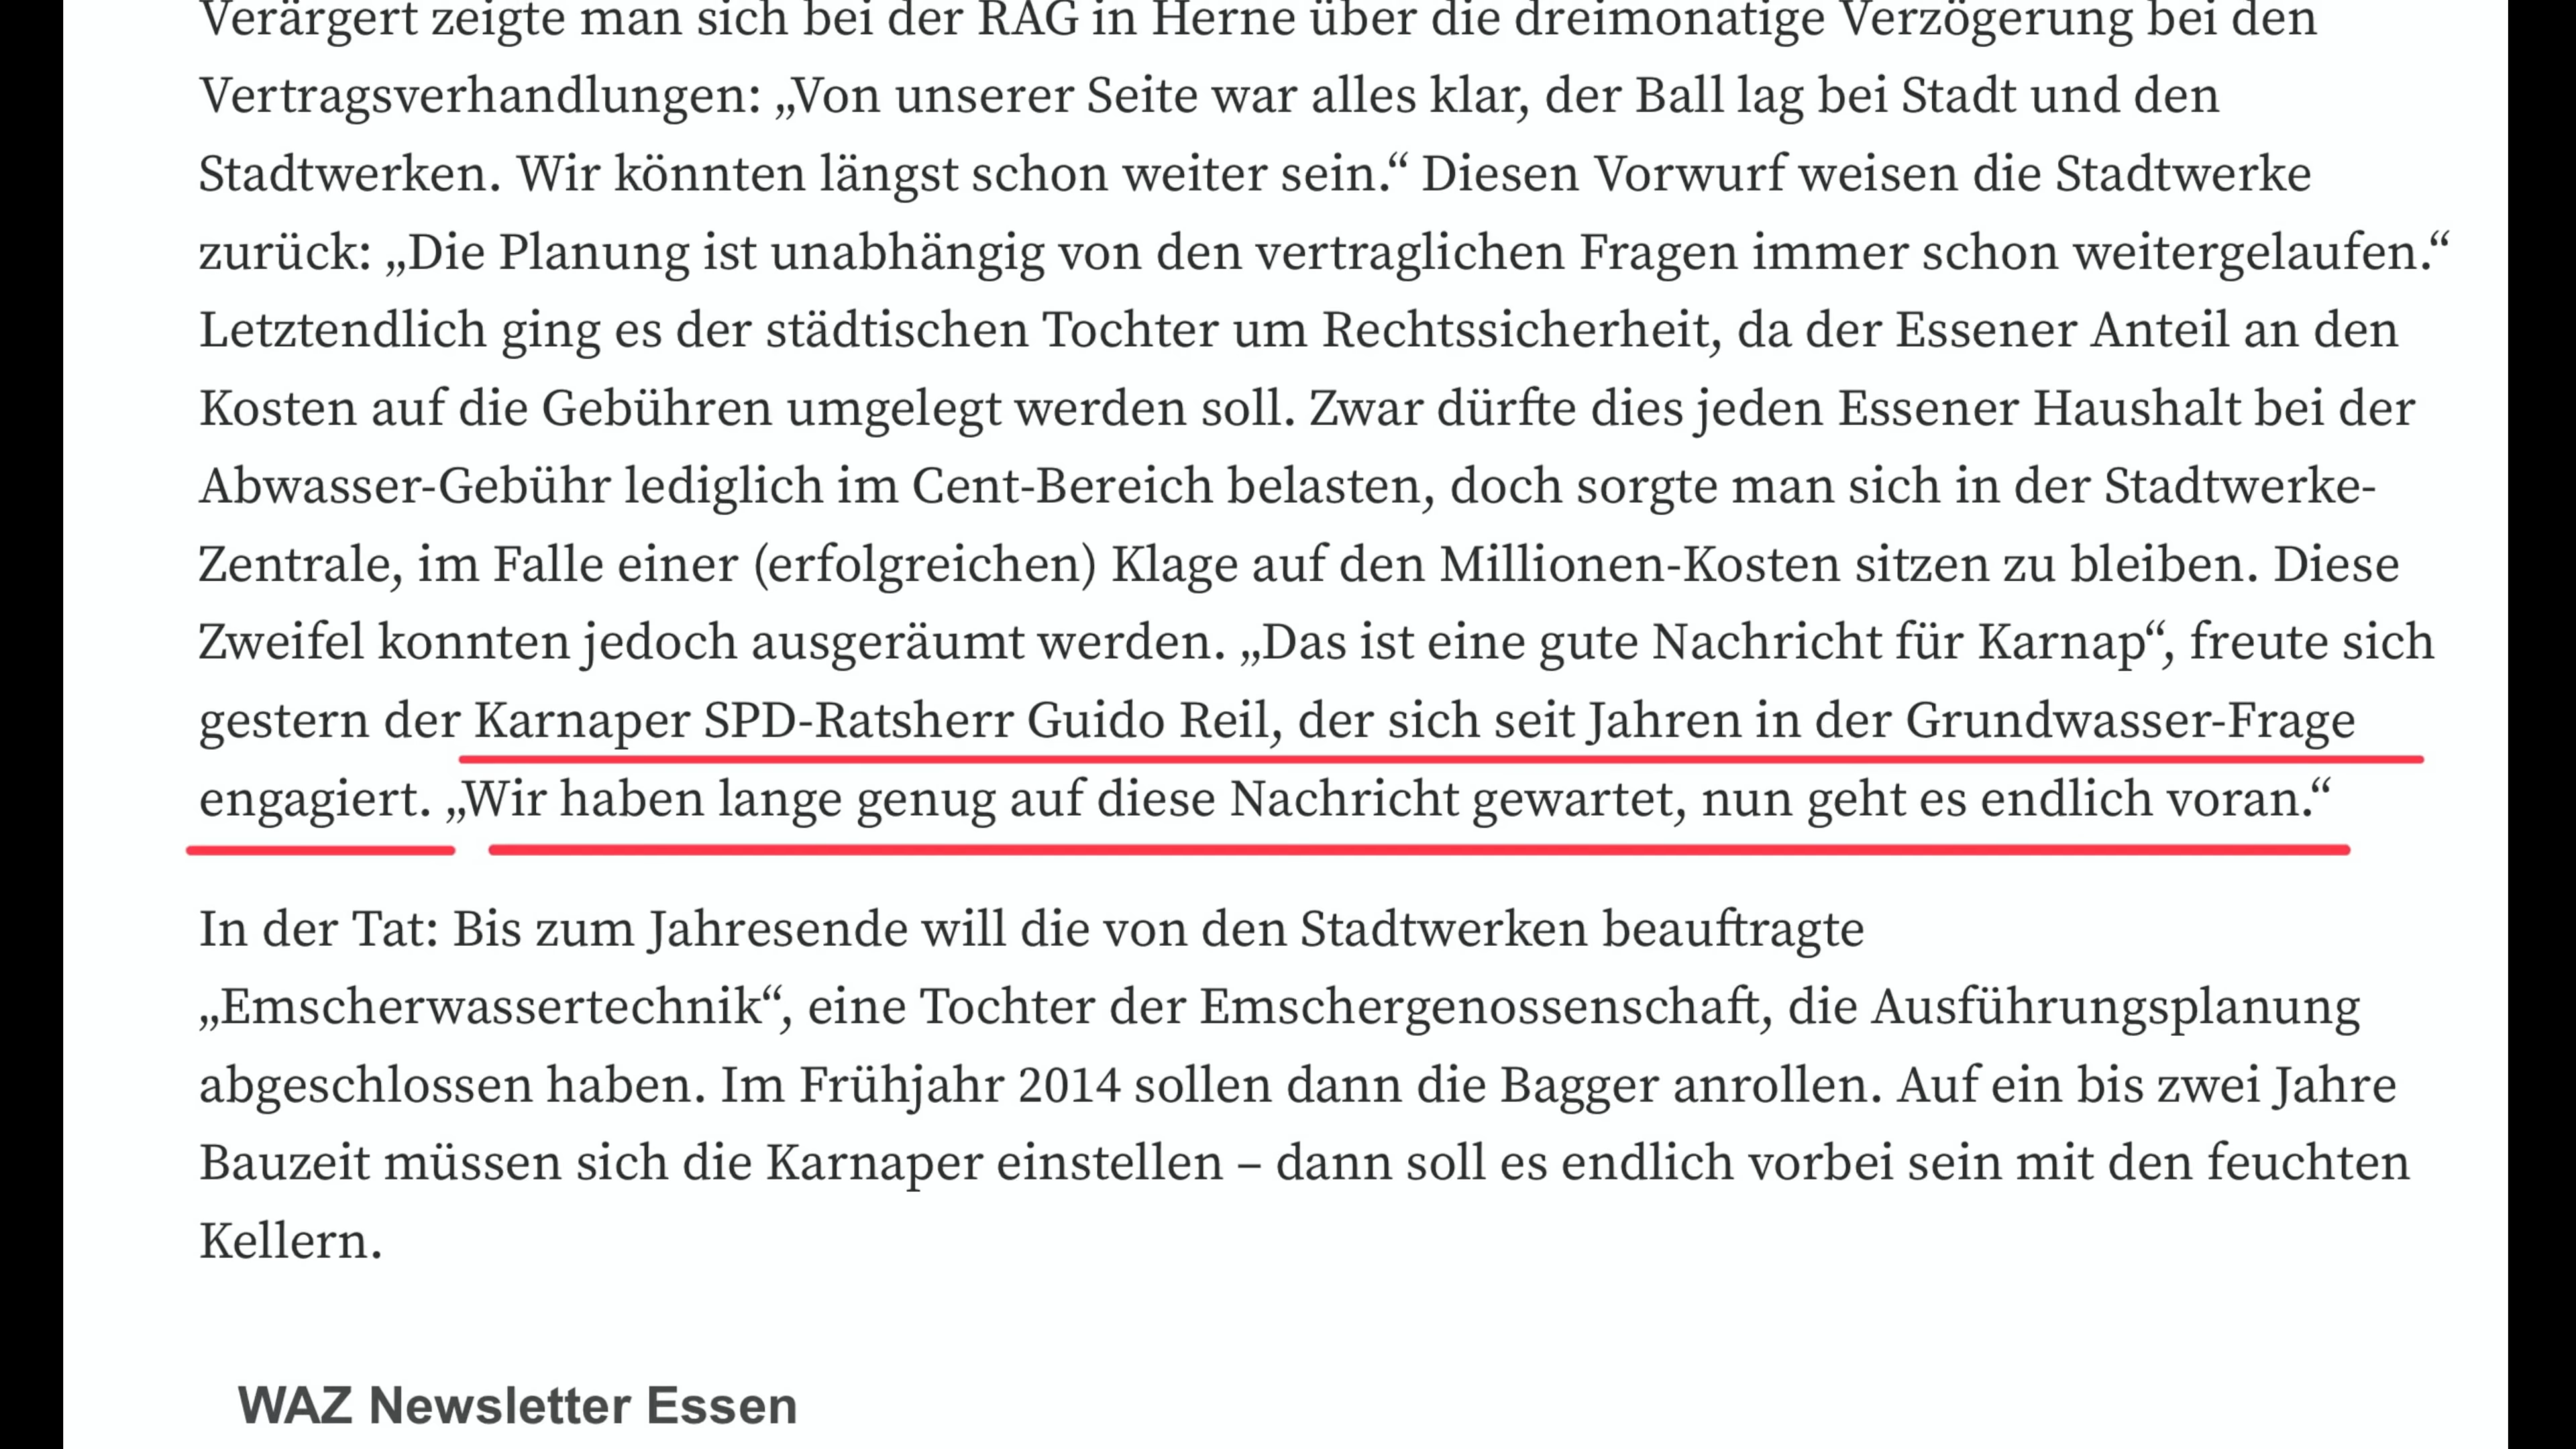 Verärgert zeigte man sich bei der RAG in Herne über die dreimonatige Verzögerung bei den
Vertragsverhandlungen: „Von unserer Seite war alles klar, der Ball lag bei Stadt und den
Stadtwerken. Wir könnten längst schon weiter sein.“ Diesen Vorwurf weisen die Stadtwerke
zurück: „Die Planung ist unabhängig von den vertraglichen Fragen immer schon weitergelaufen.“
Letztendlich ging es der städtischen Tochter um Rechtssicherheit, da der Essener Anteil an den
Kosten auf die Gebühren umgelegt werden soll. Zwar dürfte dies jeden Essener Haushalt bei der
Abwasser-Gebühr lediglich im Cent-Bereich belasten, doch sorgte man sich in der Stadtwerke-
Zentrale, im Falle einer (erfolgreichen) Klage auf den Millionen-Kosten sitzen zu bleiben. Diese
Zweifel konnten jedoch ausgeräumt werden. „Das ist eine gute Nachricht für Karnap“, freute sich
gestern der Karnaper SPD-Ratsherr Guido Reil, der sich seit Jahren in der Grundwasser-Frage
engagiert. „Wir haben lange genug auf diese Nachricht gewartet, nun geht es endlich voran.“
In der Tat: Bis zum Jahresende will die von den Stadtwerken beauftragte
„Emscherwassertechnik“, eine Tochter der Emschergenossenschaft, die Ausführungsplanung
abgeschlossen haben. Im Frühjahr 2014 sollen dann die Bagger anrollen. Auf ein bis zwei Jahre
Bauzeit müssen sich die Karnaper einstellen – dann soll es endlich vorbei sein mit den feuchten
Kellern.
WAZ Newsletter Essen